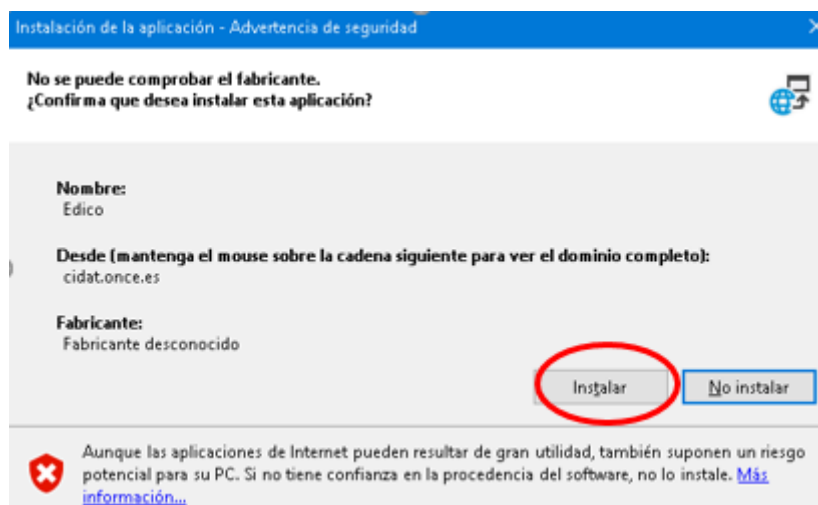 Instalación de la aplicación - Advertencia de seguridad
No se puede comprobar el fabricante.
¿Confirma que desea instalar esta aplicación?
Nombre:
Edico
Desde (mantenga el mouse sobre la cadena siguiente para ver el dominio completo):
cidat.once.es
Fabricante:
Fabricante desconocido
Instalar
No instalar
Aunque las aplicaciones de Internet pueden resultar de gran utilidad, también suponen un riesgo
potencial para su PC. Si no tiene confianza en la procedencia del software, no lo instale. Más
información...